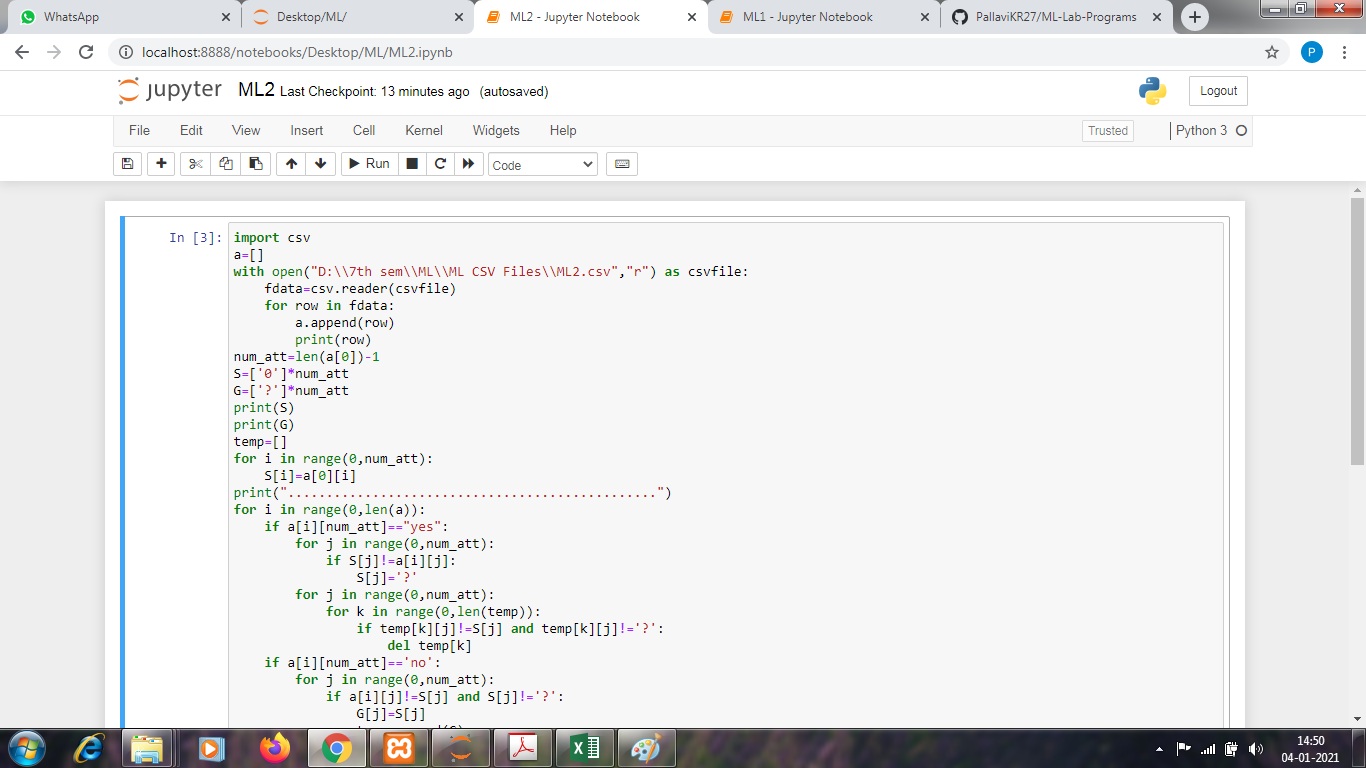 WhatsApp
Desktop/ML/
ML2 - Jupyter Notebook
ML1 - Jupyter Notebook
PallaviKR27/ML-Lab-Programs
localhost:8888/notebooks/Desktop/ML/ML2.ipynb
P
jupyter ML2 Last Checkpoint: 13 minutes ago (autosaved)
Logout
File Edit View Insert Cell Kernel Widgets Help
Trusted
Python 3
Run
Code
In [3]:
import csv
a=[]
with open("D:\\7th sem\\ML\\ML CSV Files\\ML2.csv","r") as csvfile:
    fdata=csv.reader(csvfile)
    for row in fdata:
        a.append(row)
        print(row)
num_att=len(a[0])-1
S=['0']*num_att
G=['?']*num_att
print(S)
print(G)
temp=[]
for i in range(0,num_att):
    S[i]=a[0][i]
print("................................................")
for i in range(0,len(a)):
    if a[i][num_att]=="yes":
        for j in range(0,num_att):
            if S[j]!=a[i][j]:
                S[j]='?'
        for j in range(0,num_att):
            for k in range(0,len(temp)):
                if temp[k][j]!=S[j] and temp[k][j]!='?':
                    del temp[k]
    if a[i][num_att]=='no':
        for j in range(0,num_att):
            if a[i][j]!=S[j] and S[j]!='?':
                G[j]=S[j]
14:50
04-01-2021